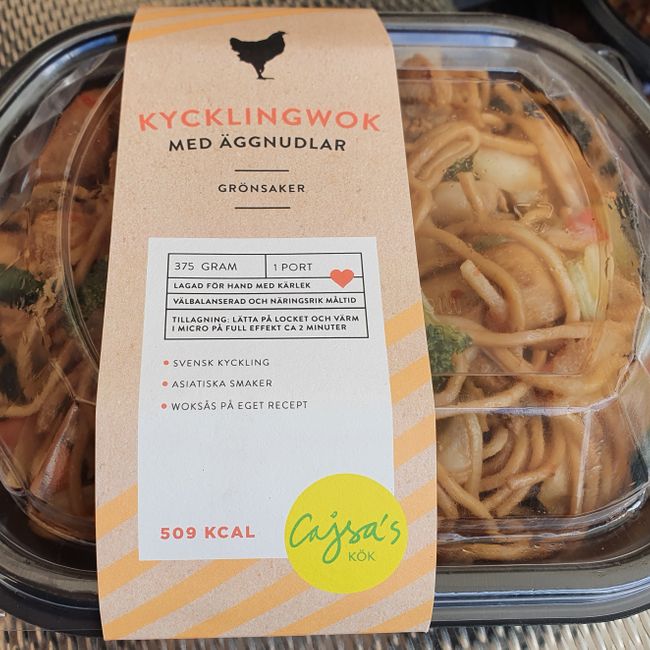 KYCKLINGWOK
MED ÄGGNUDLAR
GRÖNSAKER
375 GRAM 1 PORT
LAGAD FÖR HAND MED KÄRLEK
VÄLBALANSERAD OCH NÄRINGSRIK MÅLTID
TILLAGNING: LÄTTA PÅ LOCKET OCH VÄRM
I MICRO PÅ FULL EFFEKT CA 2 MINUTER
• SVENSK KYCKLING
• ASIATISKA SMAKER
• WOKSÅS PÅ EGET RECEPT
509 KCAL
Cajsa's
KÖK